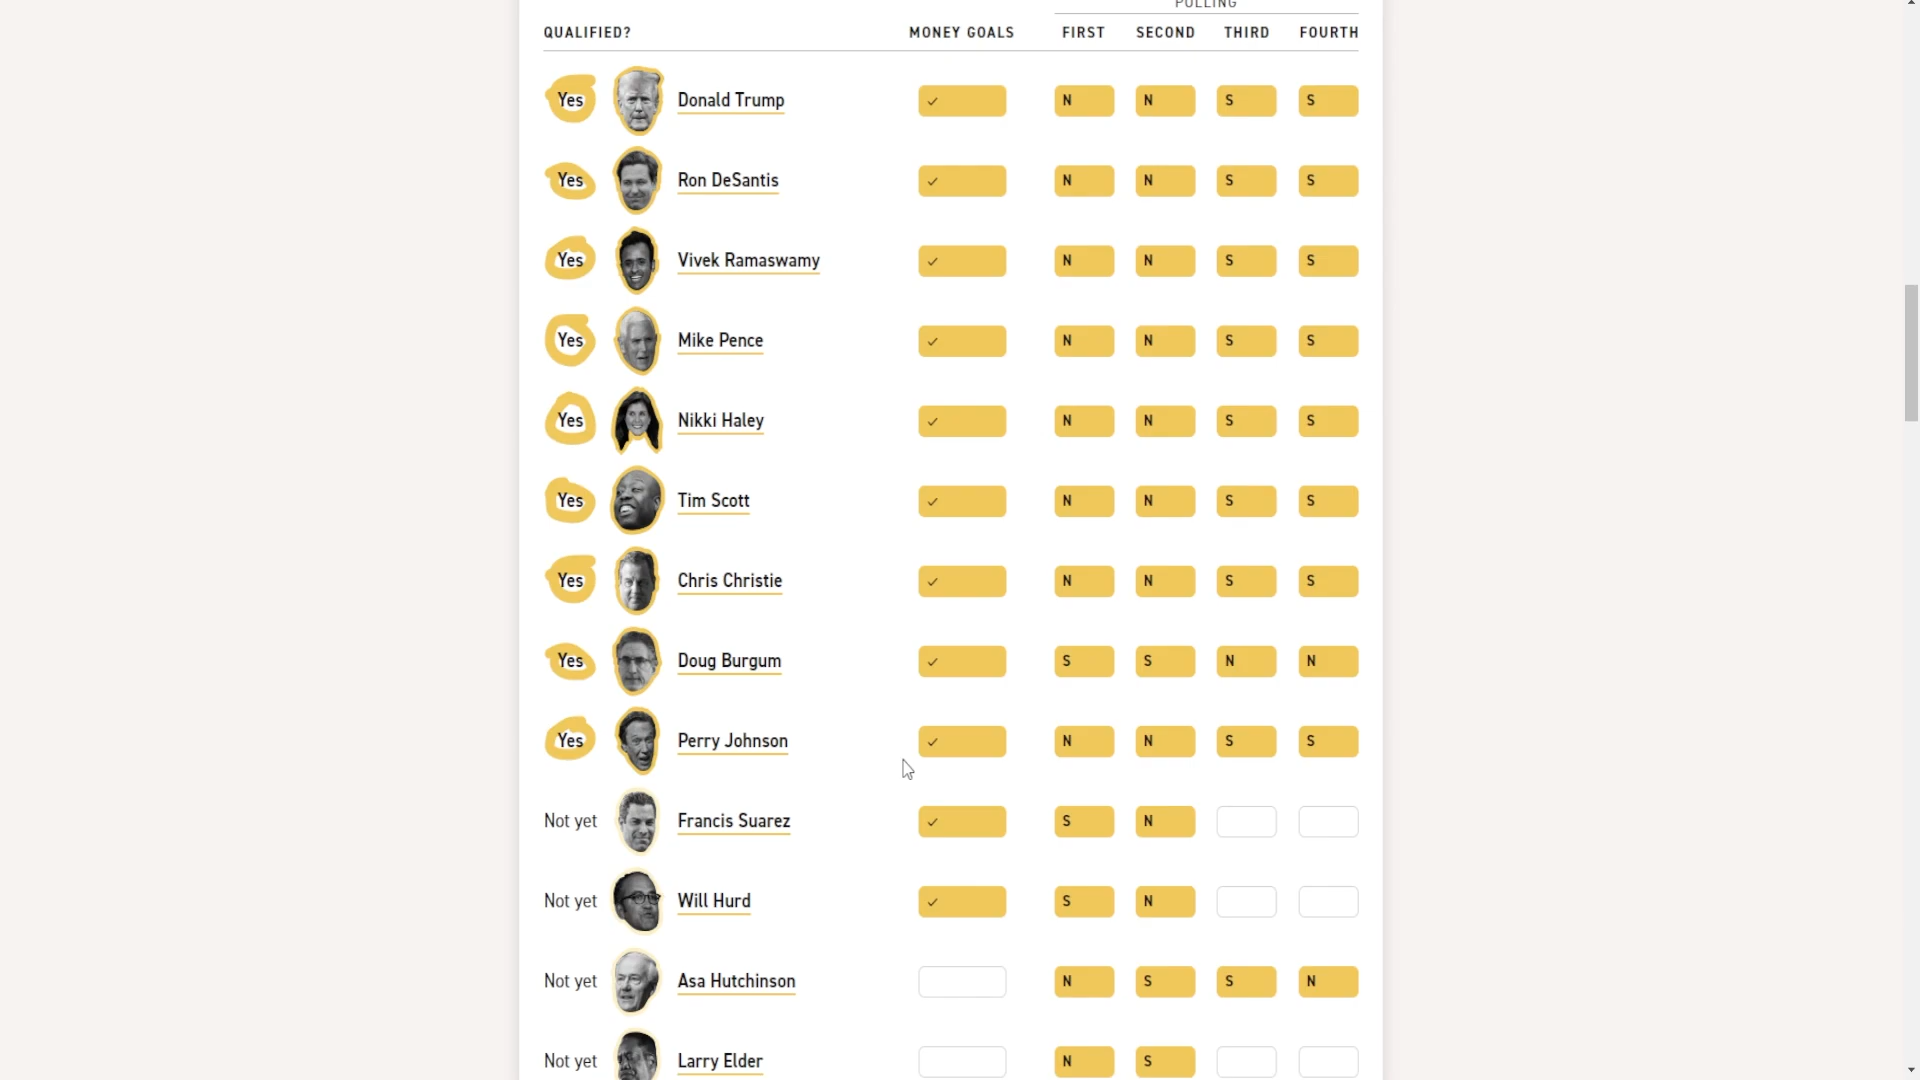 POLLING
QUALIFIED? MONEY GOALS FIRST SECOND THIRD FOURTH
Yes Donald Trump ✓ N N S S
Yes Ron DeSantis ✓ N N S S
Yes Vivek Ramaswamy ✓ N N S S
Yes Mike Pence ✓ N N S S
Yes Nikki Haley ✓ N N S S
Yes Tim Scott ✓ N N S S
Yes Chris Christie ✓ N N S S
Yes Doug Burgum ✓ S S N N
Yes Perry Johnson ✓ N N S S
Not yet Francis Suarez ✓ S N
Not yet Will Hurd ✓ S N
Not yet Asa Hutchinson N S S N
Not yet Larry Elder N S